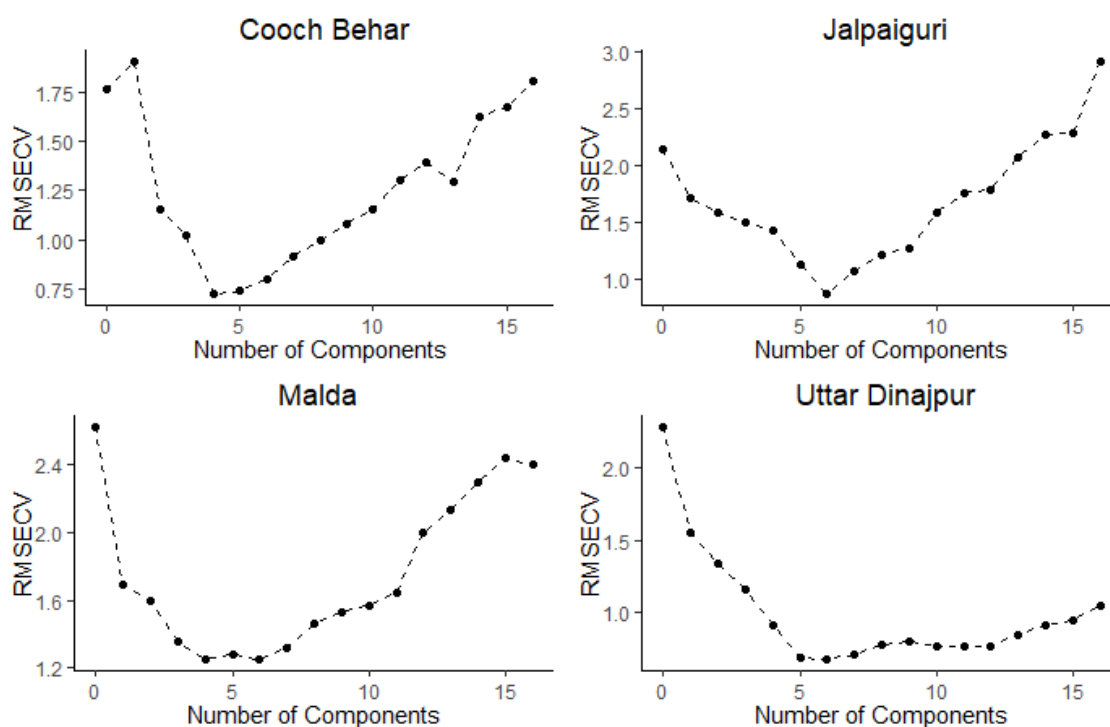 Cooch Behar
RMSECV
1.75
1.50
1.25
1.00
0.75
0 5 10 15
Number of Components
Jalpaiguri
RMSECV
3.0
2.5
2.0
1.5
1.0
0 5 10 15
Number of Components
Malda
RMSECV
2.4
2.0
1.6
1.2
0 5 10 15
Number of Components
Uttar Dinajpur
RMSECV
2.0
1.5
1.0
0 5 10 15
Number of Components